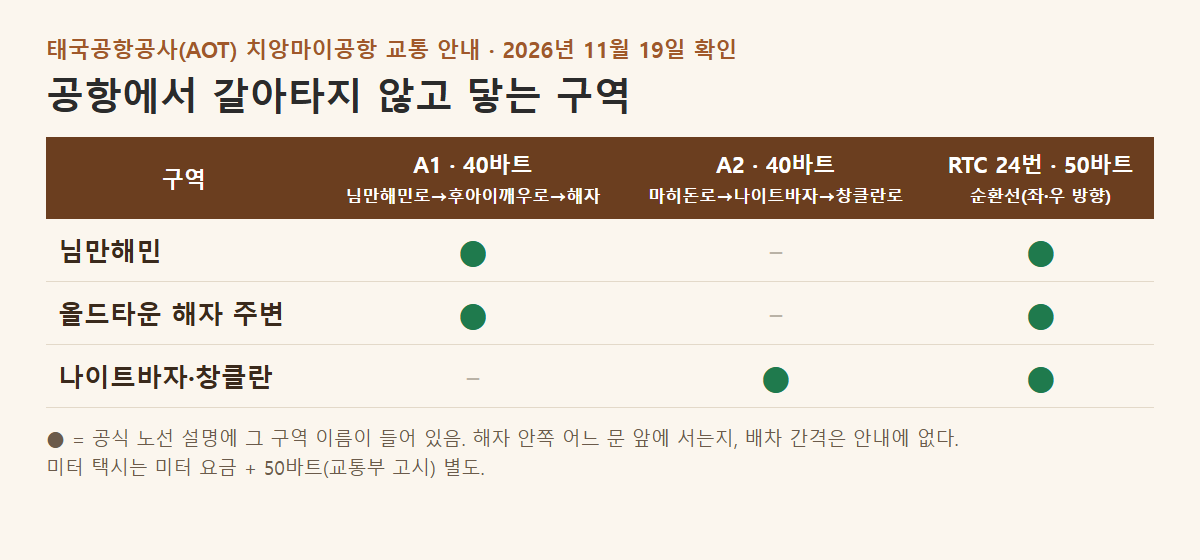 태국공항공사(AOT) 치앙마이공항 교통 안내 · 2026년 11월 19일 확인
공항에서 갈아타지 않고 닿는 구역
구역
A1 · 40바트
님만해민로→후아이깨우로→해자
A2 · 40바트
마히돈로→나이트바자→창클란로
RTC 24번 · 50바트
순환선(좌·우 방향)
님만해민 ● – ●
올드타운 해자 주변 ● – ●
나이트바자·창클란 – ● ●
● = 공식 노선 설명에 그 구역 이름이 들어 있음. 해자 안쪽 어느 문 앞에 서는지, 배차 간격은 안내에 없다.
미터 택시는 미터 요금 + 50바트(교통부 고시) 별도.